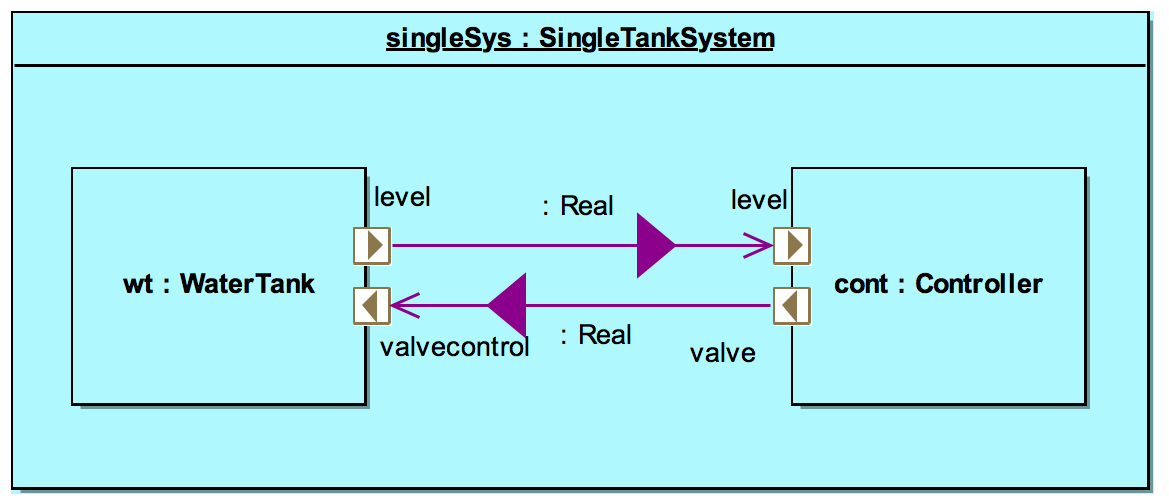 singleSys : SingleTankSystem
level
: Real
level
wt : WaterTank
cont : Controller
valvecontrol
: Real
valve